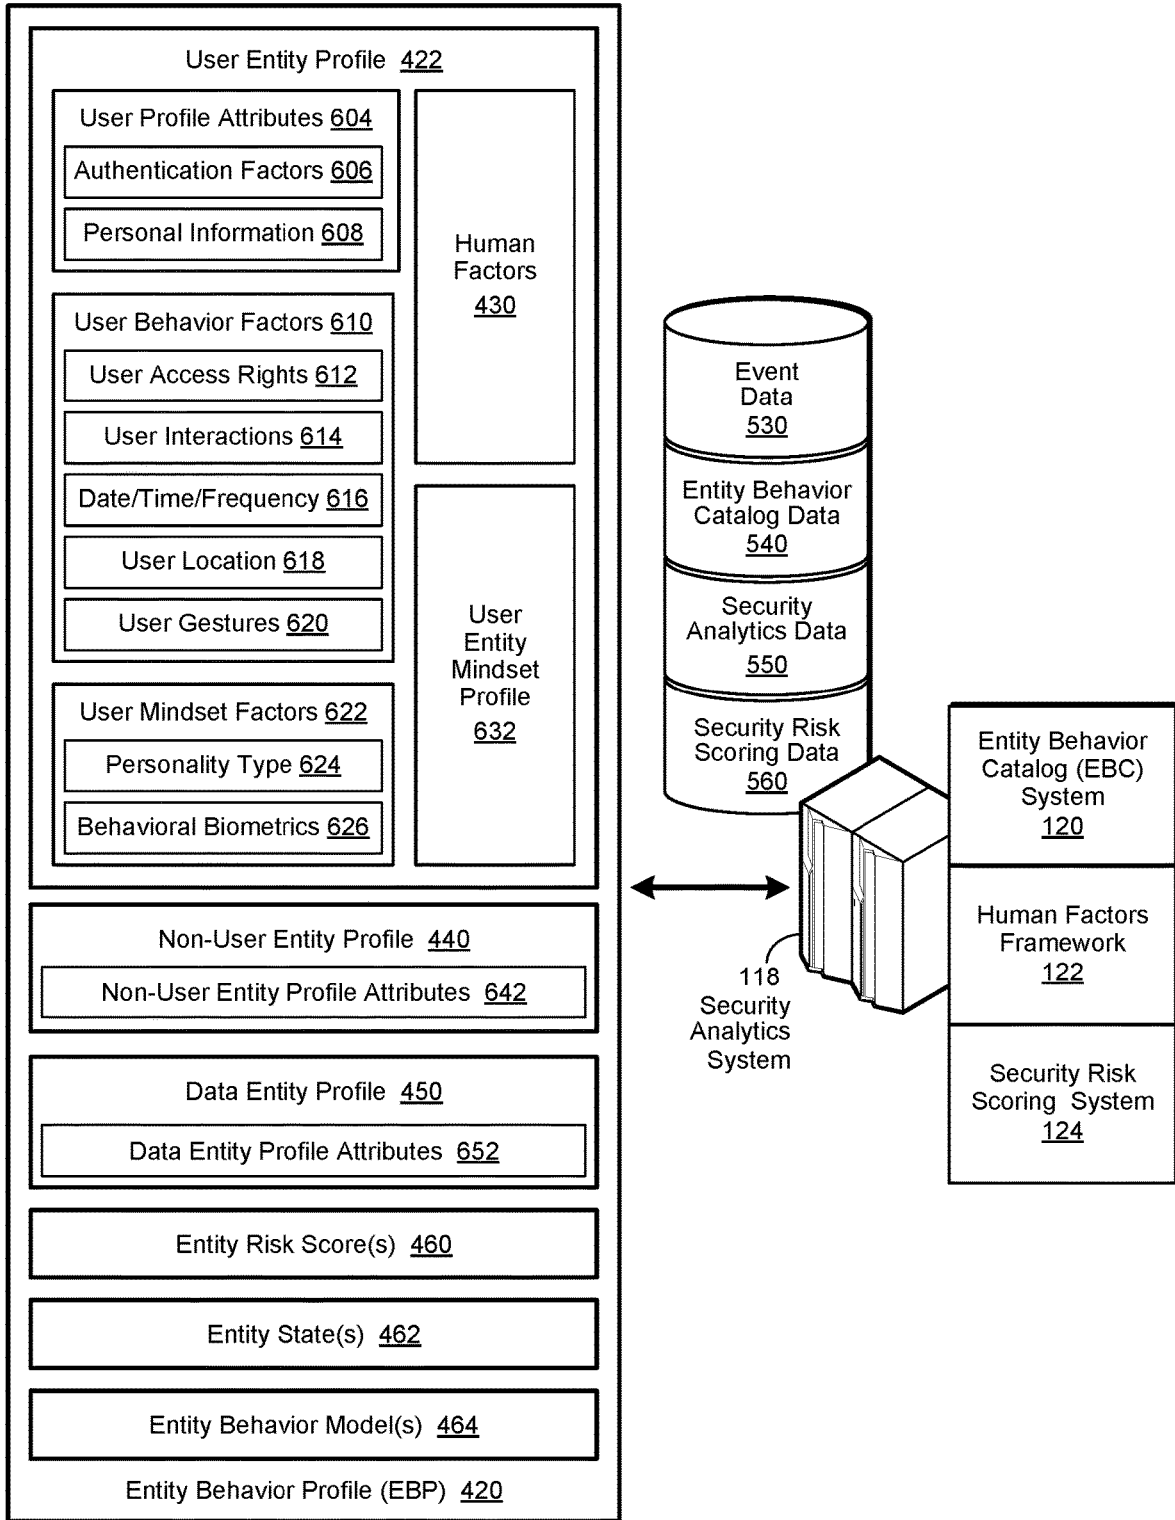 User Entity Profile 422
User Profile Attributes 604
Authentication Factors 606
Personal Information 608
Human
Factors
430
User Behavior Factors 610
User Access Rights 612
User Interactions 614
Date/Time/Frequency 616
User Location 618
User Gestures 620
User
Entity
Mindset
Profile
632
User Mindset Factors 622
Personality Type 624
Behavioral Biometrics 626
Non-User Entity Profile 440
Non-User Entity Profile Attributes 642
Data Entity Profile 450
Data Entity Profile Attributes 652
Entity Risk Score(s) 460
Entity State(s) 462
Entity Behavior Model(s) 464
Entity Behavior Profile (EBP) 420
Event
Data
530
Entity Behavior
Catalog Data
540
Security
Analytics Data
550
Security Risk
Scoring Data
560
118
Security
Analytics
System
Entity Behavior
Catalog (EBC)
System
120
Human Factors
Framework
122
Security Risk
Scoring System
124